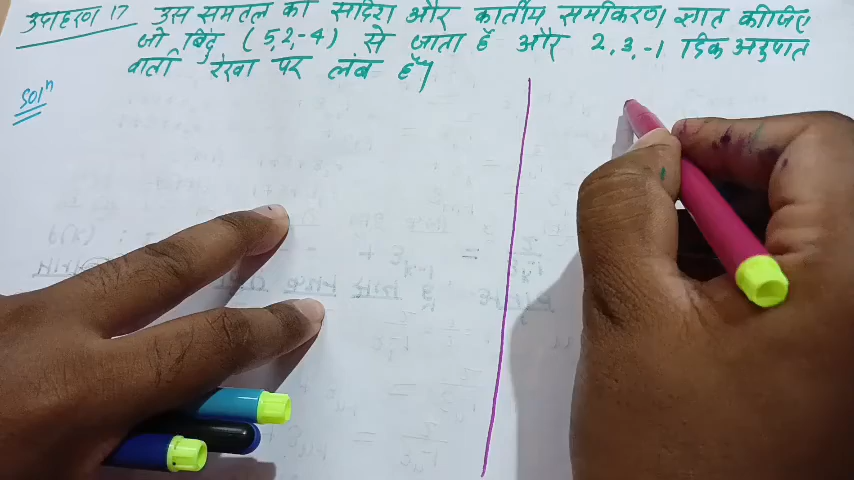 उदाहरण 17 उस समतल का सदिश और कार्तीय समीकरण ज्ञात कीजिए
जो बिंदु (5,2,-4) से जाता है और 2,3,-1 दिक अनुपात
वाली रेखा पर लंब है।
Solⁿ